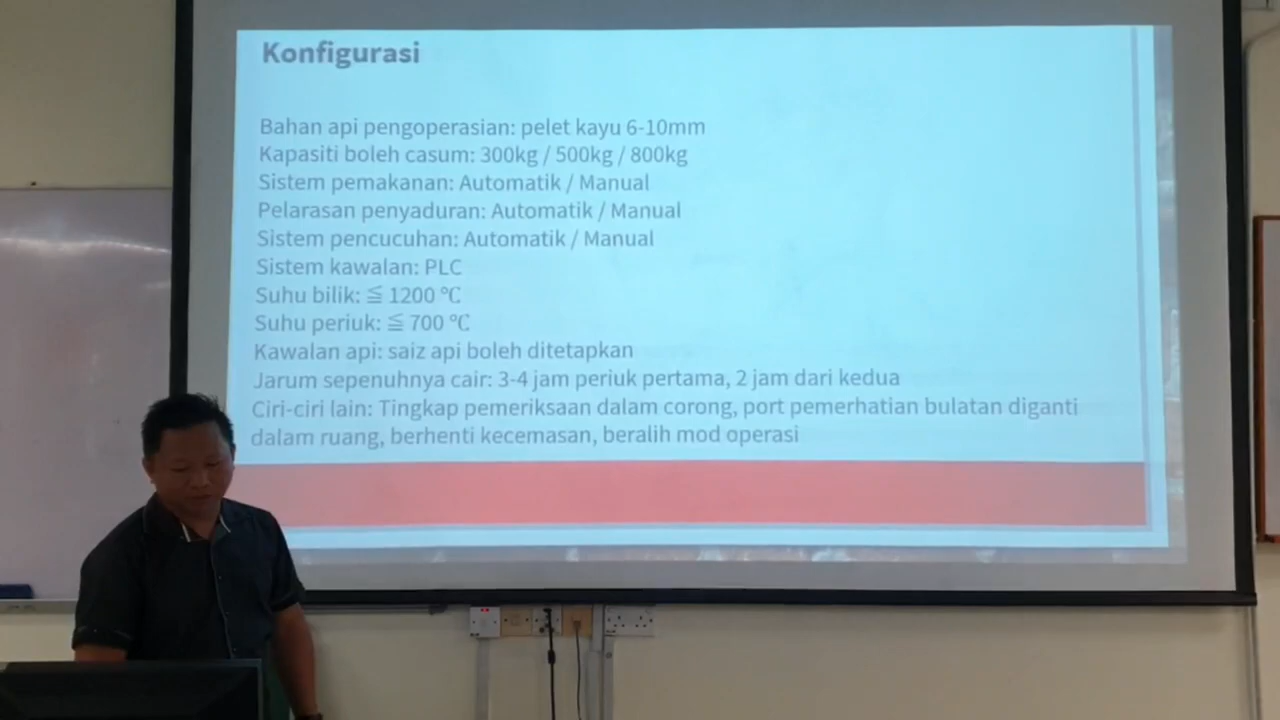 Konfigurasi
Bahan api pengoperasian: pelet kayu 6-10mm
Kapasiti boleh casum: 300kg / 500kg / 800kg
Sistem pemakanan: Automatik / Manual
Pelarasan penyaduran: Automatik / Manual
Sistem pencucuhan: Automatik / Manual
Sistem kawalan: PLC
Suhu bilik: ≦ 1200 ℃
Suhu periuk: ≦ 700 ℃
Kawalan api: saiz api boleh ditetapkan
Jarum sepenuhnya cair: 3-4 jam periuk pertama, 2 jam dari kedua
Ciri-ciri lain: Tingkap pemeriksaan dalam corong, port pemerhatian bulatan diganti
dalam ruang, berhenti kecemasan, beralih mod operasi